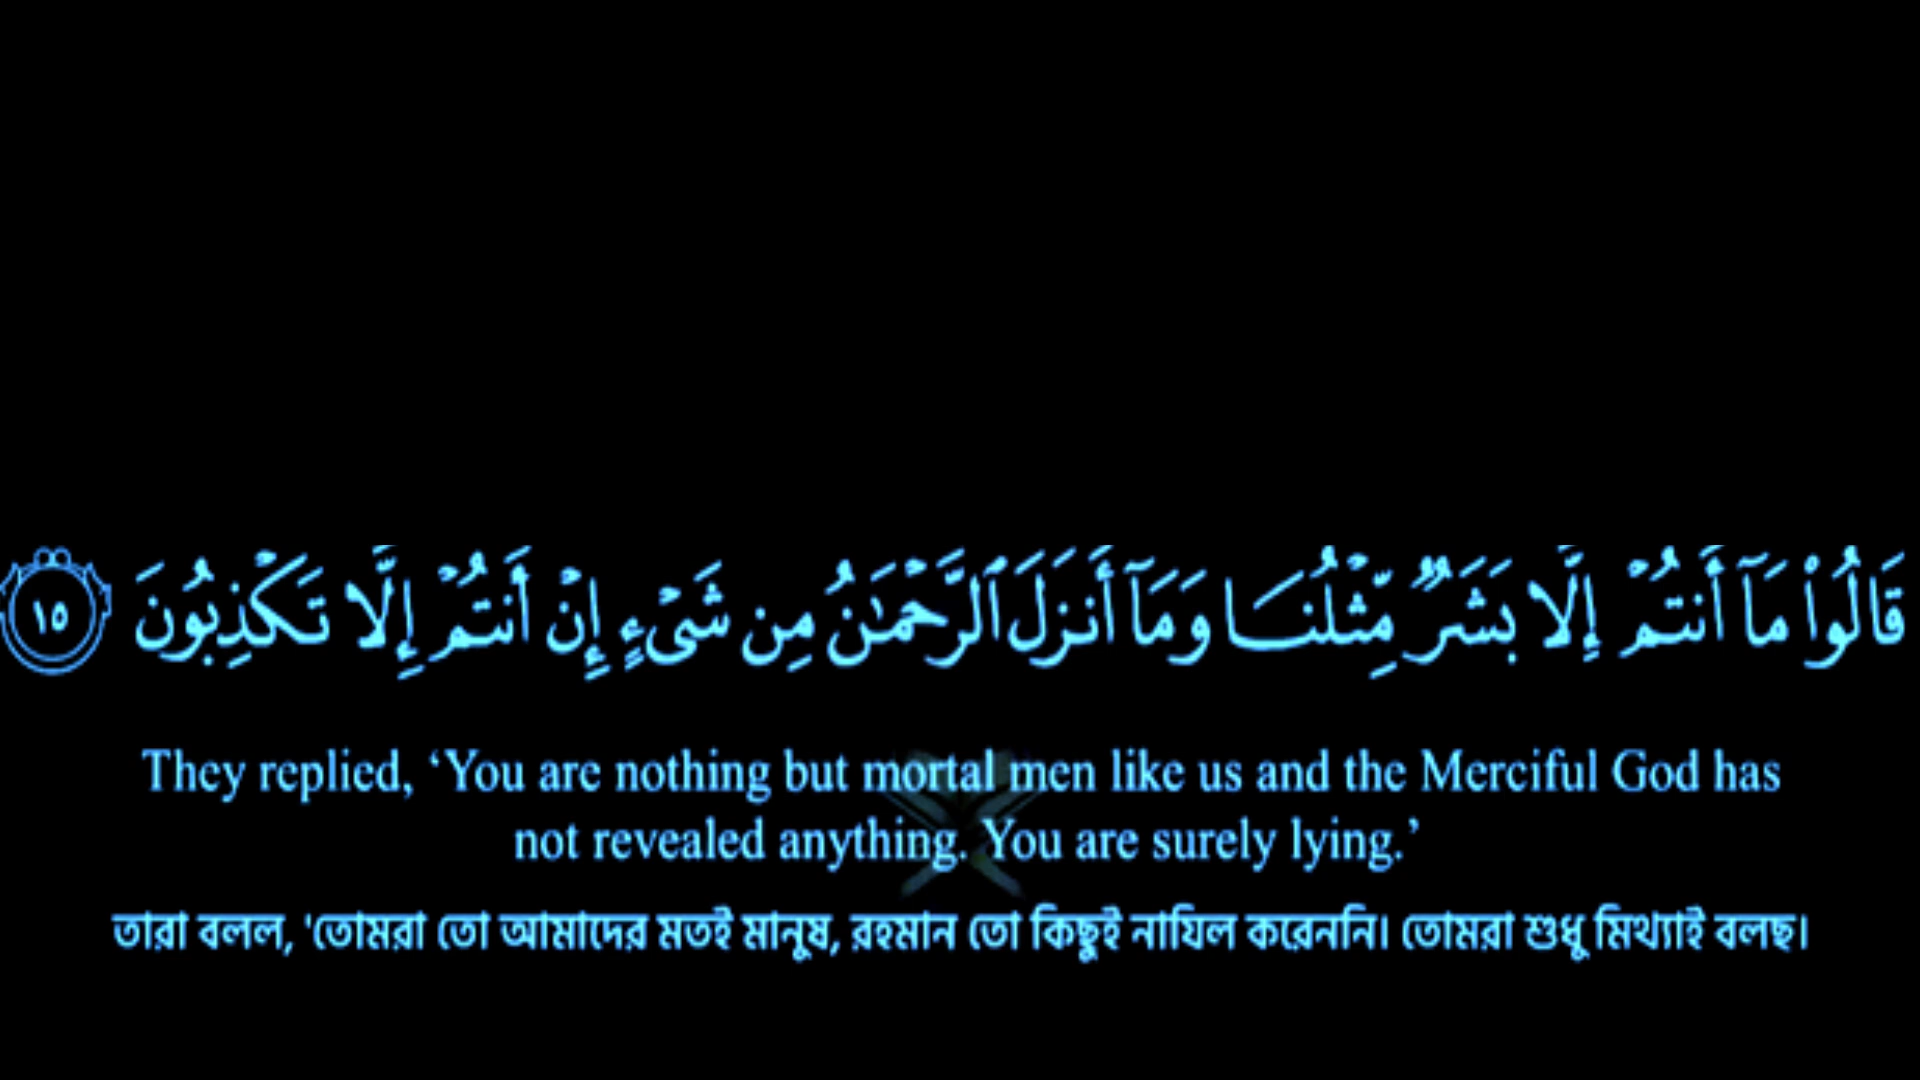 قَالُوا۟ مَآ أَنتُمْ إِلَّا بَشَرٌ مِّثْلُنَا وَمَآ أَنزَلَ ٱلرَّحْمَـٰنُ مِن شَىْءٍ إِنْ أَنتُمْ إِلَّا تَكْذِبُونَ ١٥
They replied, ‘You are nothing but mortal men like us and the Merciful God has
not revealed anything. You are surely lying.’
তারা বলল, 'তোমরা তো আমাদের মতই মানুষ, রহমান তো কিছুই নাযিল করেননি। তোমরা শুধু মিথ্যাই বলছ।